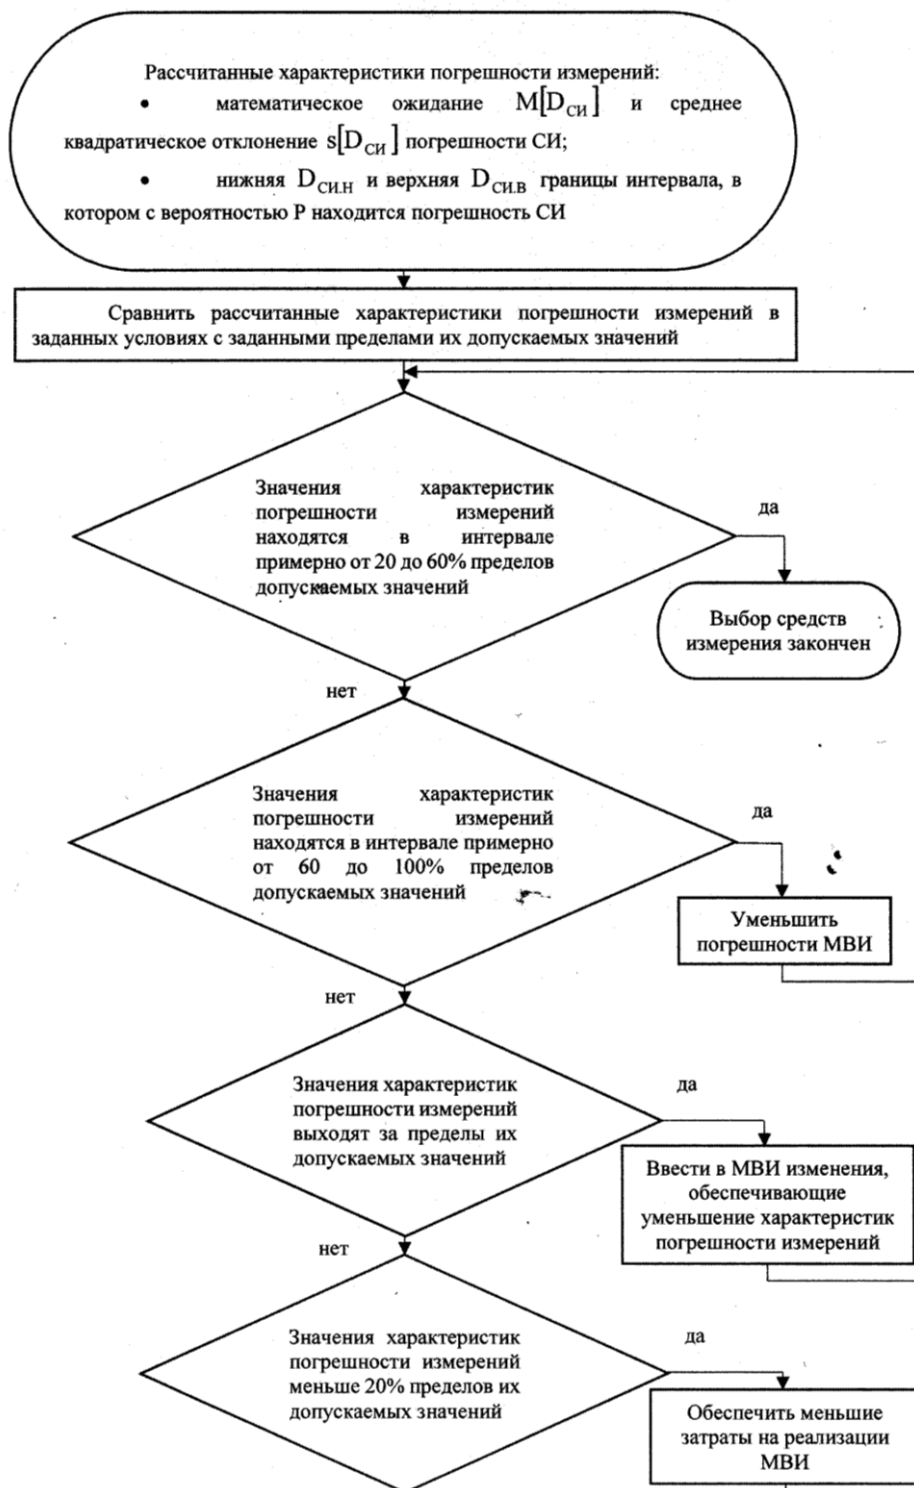 Рассчитанные характеристики погрешности измерений:
• математическое ожидание M[D_СИ] и среднее
квадратическое отклонение s[D_СИ] погрешности СИ;
• нижняя D_СИ.Н и верхняя D_СИ.В границы интервала, в
котором с вероятностью P находится погрешность СИ
Сравнить рассчитанные характеристики погрешности измерений в
заданных условиях с заданными пределами их допускаемых значений
Значения характеристик
погрешности измерений
находятся в интервале
примерно от 20 до 60% пределов
допускаемых значений
да
Выбор средств
измерения закончен
нет
Значения характеристик
погрешности измерений
находятся в интервале примерно
от 60 до 100% пределов
допускаемых значений
да
Уменьшить
погрешности МВИ
нет
Значения характеристик
погрешности измерений
выходят за пределы их
допускаемых значений
да
Ввести в МВИ изменения,
обеспечивающие
уменьшение характеристик
погрешности измерений
нет
Значения характеристик
погрешности измерений
меньше 20% пределов их
допускаемых значений
да
Обеспечить меньшие
затраты на реализации
МВИ